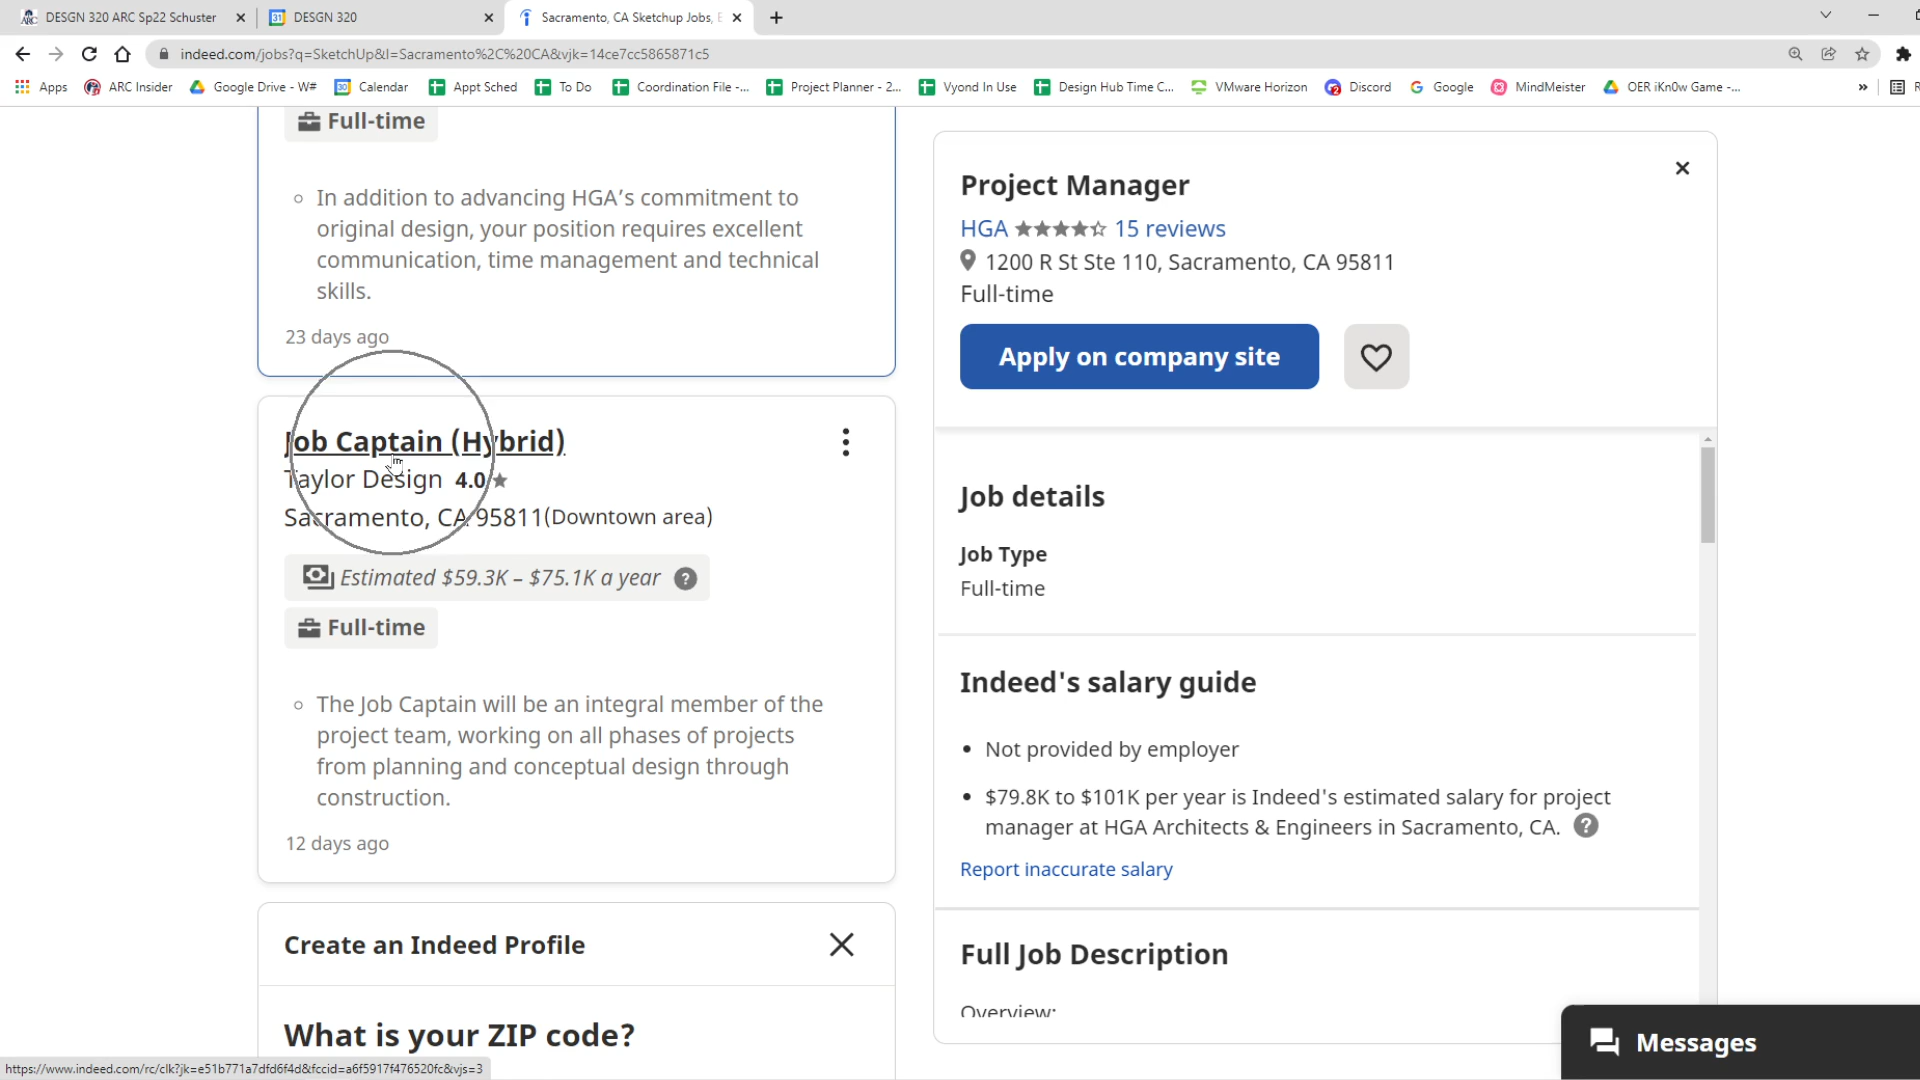 DESGN 320 ARC Sp22 Schuster
DESGN 320
Sacramento, CA Sketchup Jobs, E
indeed.com/jobs?q=SketchUp&l=Sacramento%2C%20CA&vjk=14ce7cc5865871c5
Apps
ARC Insider
Google Drive - W#
Calendar
Appt Sched
To Do
Coordination File -...
Project Planner - 2...
Vyond In Use
Design Hub Time C...
VMware Horizon
Discord
Google
MindMeister
OER iKn0w Game -...
»
Full-time
In addition to advancing HGA's commitment to
original design, your position requires excellent
communication, time management and technical
skills.
23 days ago
Job Captain (Hybrid)
Taylor Design 4.0
Sacramento, CA 95811(Downtown area)
Estimated $59.3K – $75.1K a year ?
Full-time
The Job Captain will be an integral member of the
project team, working on all phases of projects
from planning and conceptual design through
construction.
12 days ago
Create an Indeed Profile
What is your ZIP code?
https://www.indeed.com/rc/clk?jk=e51b771a7dfd6f4d&fccid=a6f5917f476520fc&vjs=3
Project Manager
HGA 15 reviews
1200 R St Ste 110, Sacramento, CA 95811
Full-time
Apply on company site
Job details
Job Type
Full-time
Indeed's salary guide
Not provided by employer
$79.8K to $101K per year is Indeed's estimated salary for project
manager at HGA Architects & Engineers in Sacramento, CA. ?
Report inaccurate salary
Full Job Description
Overview:
Messages